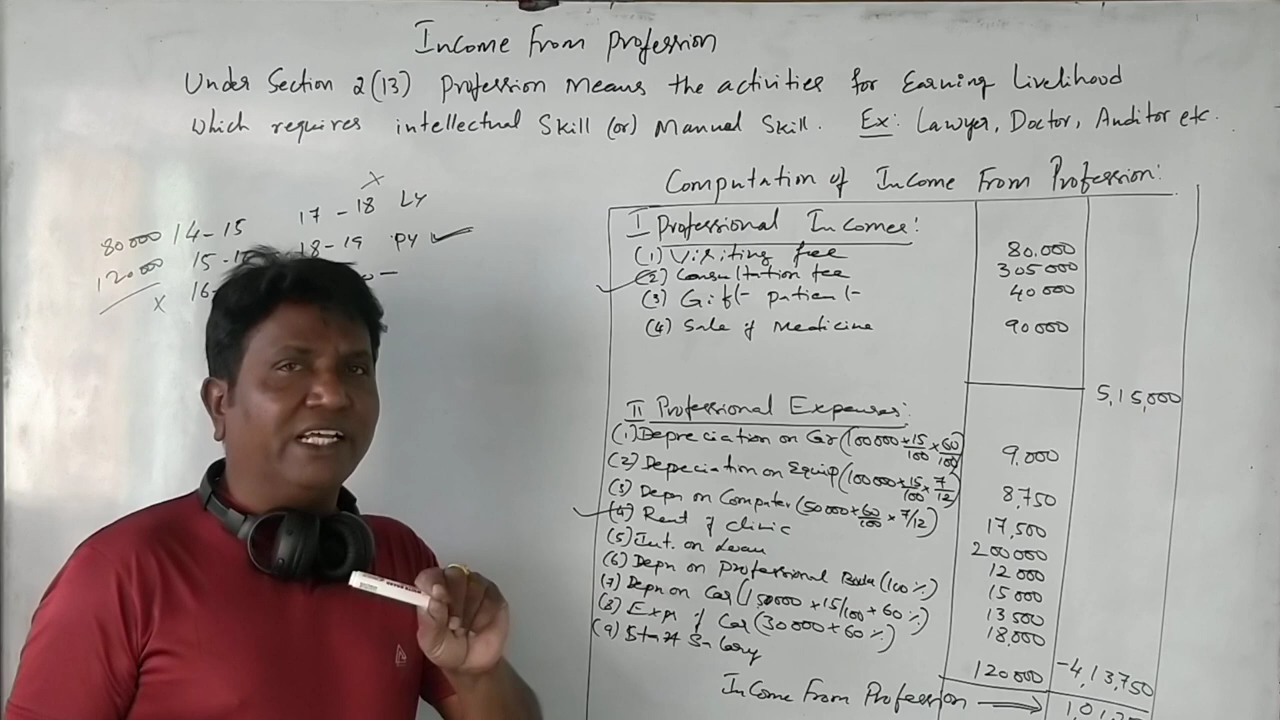 Income From Profession
Under Section 2(13) Profession Means the activities for Earning Livelihood
Which requires intellectual Skill (or) Manual Skill. Ex: Lawyer, Doctor, Auditor etc.
X
80000 14-15 17-18 LY
120000 15-1 18-19 PY ✓
X 16-
Computation of Income From Profession:
I Professional Incomes:
(1) Visiting fee 80,000
(2) Consultation fee 305000
(3) Gift - patient - 40000
(4) Sale of Medicine 90000
5,15,000
II Professional Expenses:
(1) Depreciation on Car (100000×15/100×60/100) 9,000
(2) Depeciation on Equip (100000×15/100×7/12) 8,750
(3) Depn on Computer (50000×60/100×7/12) 17,500
(4) Rent of clinic 200000
(5) Int. on Loan 12000
(6) Depn on Professional Books (100%) 15000
(7) Depn on Car (150000×15/100×60%) 13500
(8) Exp. of Car (30000×60%) 18,000
(9) Staff Salary 120000 -4,13,750
Income From Profession → 1,01,2